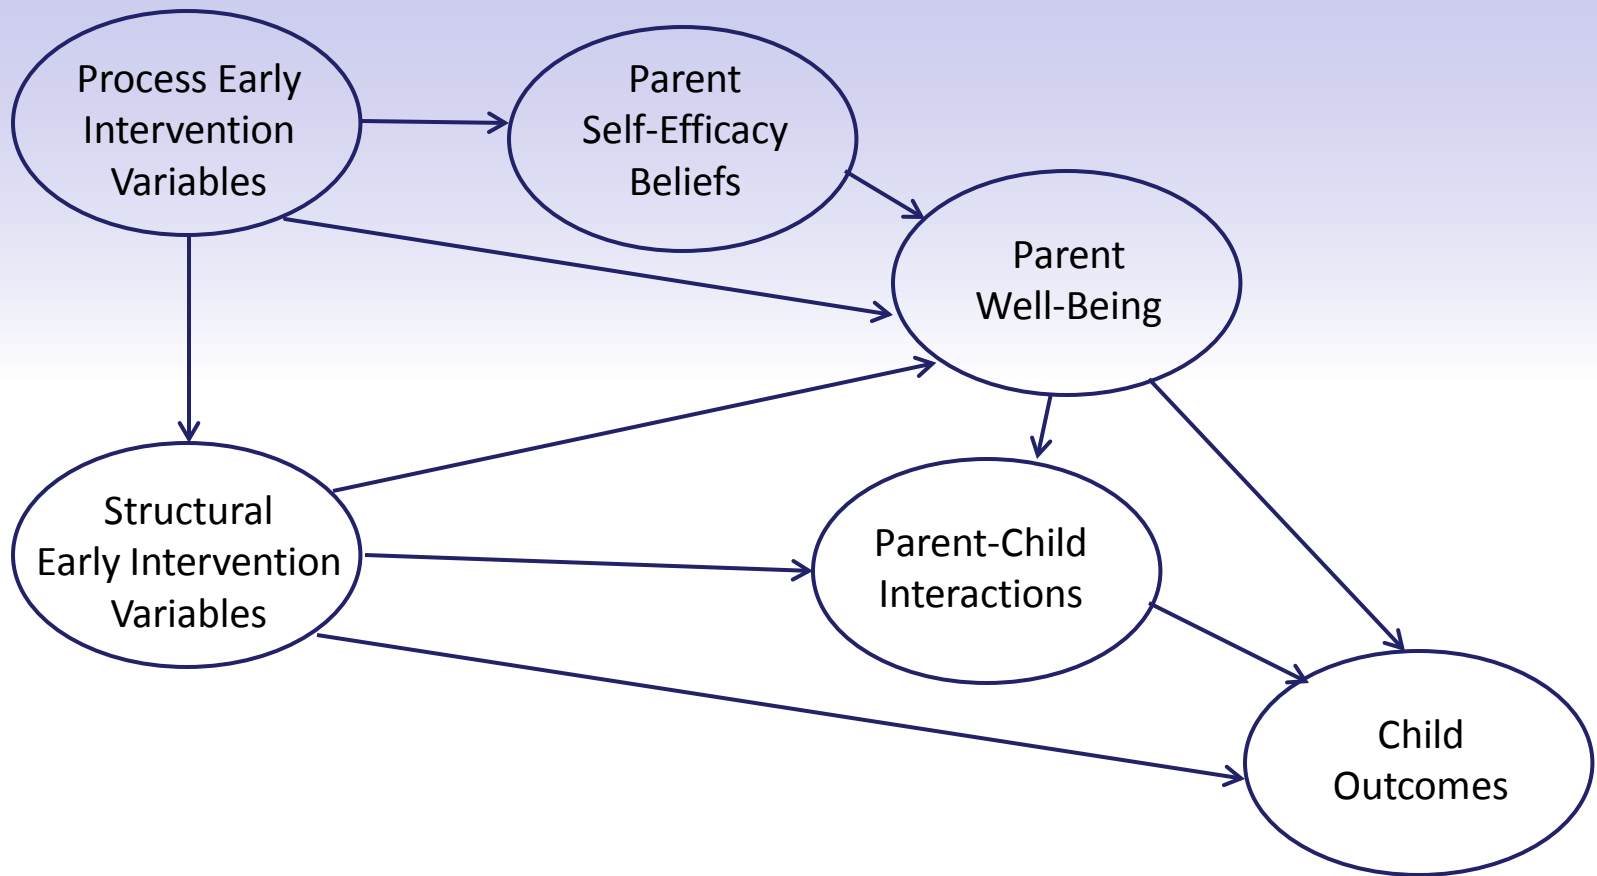 Process Early
Intervention
Variables
Parent
Self-Efficacy
Beliefs
Parent
Well-Being
Structural
Early Intervention
Variables
Parent-Child
Interactions
Child
Outcomes